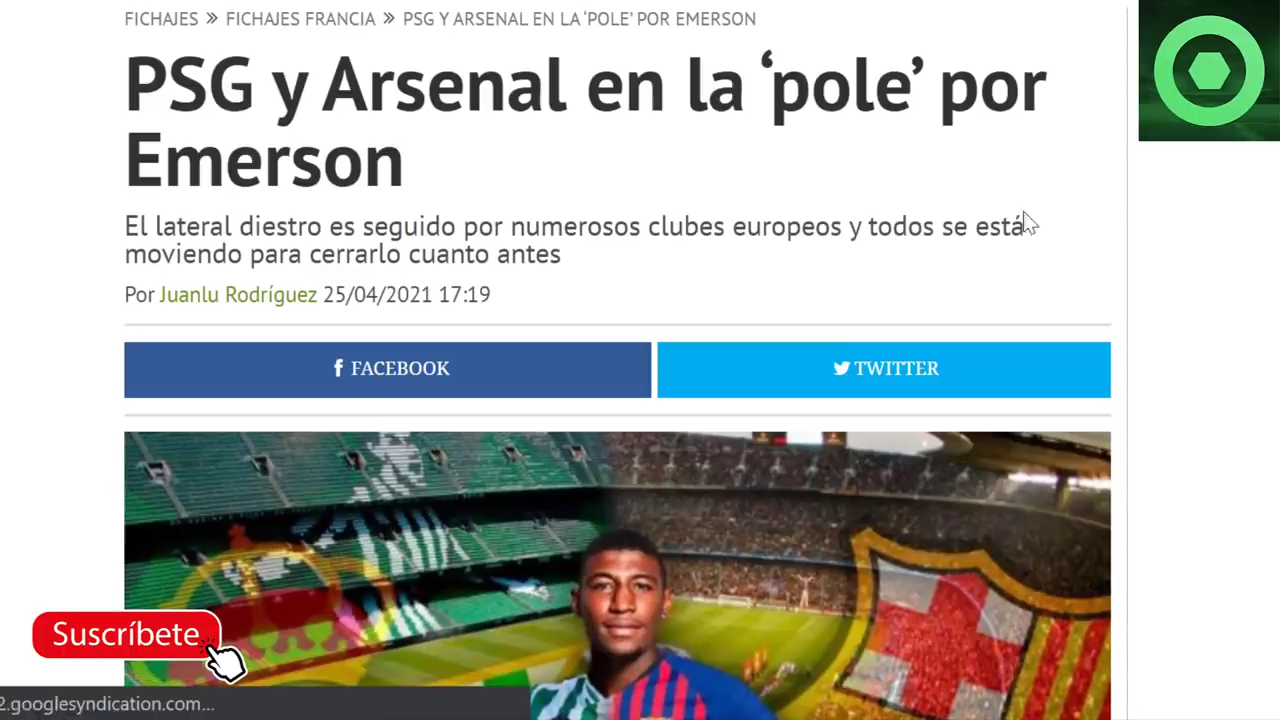 FICHAJES » FICHAJES FRANCIA » PSG Y ARSENAL EN LA ‘POLE’ POR EMERSON
PSG y Arsenal en la ‘pole’ por
Emerson
El lateral diestro es seguido por numerosos clubes europeos y todos se está
moviendo para cerrarlo cuanto antes
Por Juanlu Rodríguez 25/04/2021 17:19
FACEBOOK
TWITTER
Suscríbete
2.googlesyndication.com...